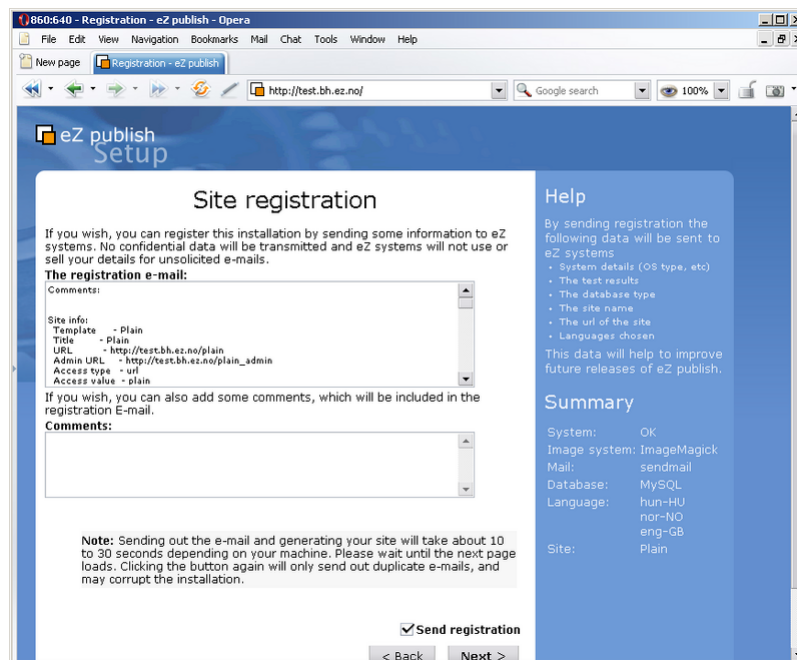 860:640 - Registration - eZ publish - Opera
File Edit View Navigation Bookmarks Mail Chat Tools Window Help
New page
Registration - eZ publish
http://test.bh.ez.no/
Google search
100%
eZ publish
Setup
Site registration
If you wish, you can register this installation by sending some information to eZ
systems. No confidential data will be transmitted and eZ systems will not use or
sell your details for unsolicited e-mails.
The registration e-mail:
Comments:
Site info:
Template - Plain
Title - Plain
URL - http://test.bh.ez.no/plain
Admin URL - http://test.bh.ez.no/plain_admin
Access type - url
Access value - plain
If you wish, you can also add some comments, which will be included in the
registration E-mail.
Comments:
Note: Sending out the e-mail and generating your site will take about 10
to 30 seconds depending on your machine. Please wait until the next page
loads. Clicking the button again will only send out duplicate e-mails, and
may corrupt the installation.
Send registration
< Back
Next >
Help
By sending registration the
following data will be sent to
eZ systems
• System details (OS type, etc)
• The test results
• The database type
• The site name
• The url of the site
• Languages chosen
This data will help to improve
future releases of eZ publish.
Summary
System: OK
Image system: ImageMagick
Mail: sendmail
Database: MySQL
Language: hun-HU
nor-NO
eng-GB
Site: Plain